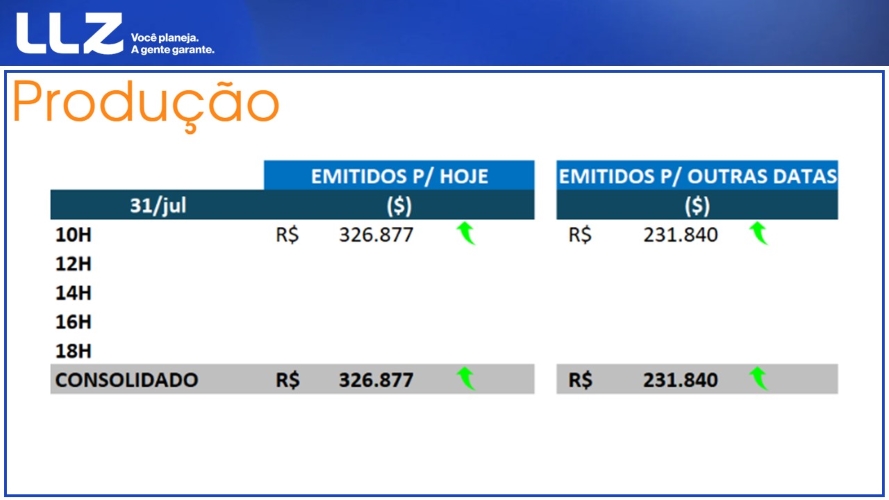 LLZ
Você planeja.
A gente garante.
Produção
EMITIDOS P/ HOJE EMITIDOS P/ OUTRAS DATAS
31/jul ($) ($)
10H R$ 326.877 R$ 231.840
12H
14H
16H
18H
CONSOLIDADO R$ 326.877 R$ 231.840